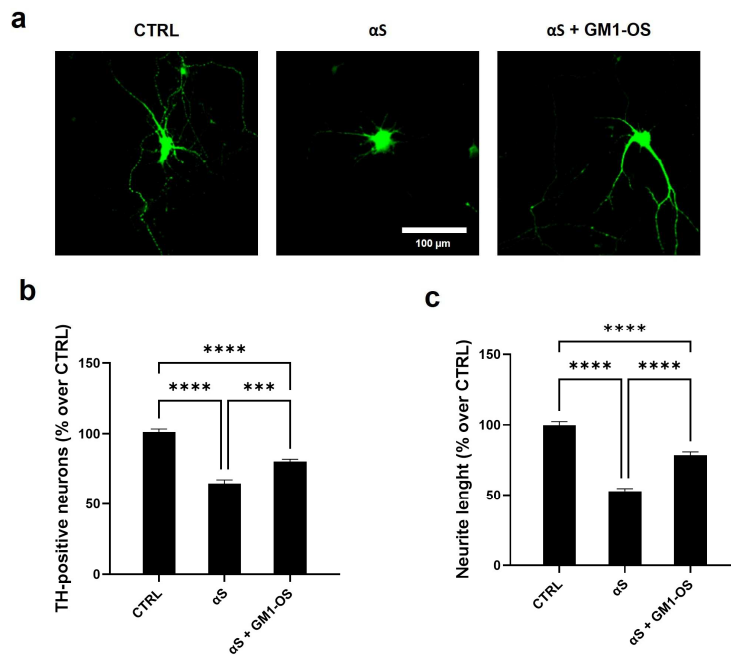 a
CTRL
αS
αS + GM1-OS
100 µm
b
TH-positive neurons (% over CTRL)
150
100
50
0
****
****
***
CTRL
αS
αS + GM1-OS
c
Neurite lenght (% over CTRL)
150
100
50
0
****
****
****
CTRL
αS
αS + GM1-OS